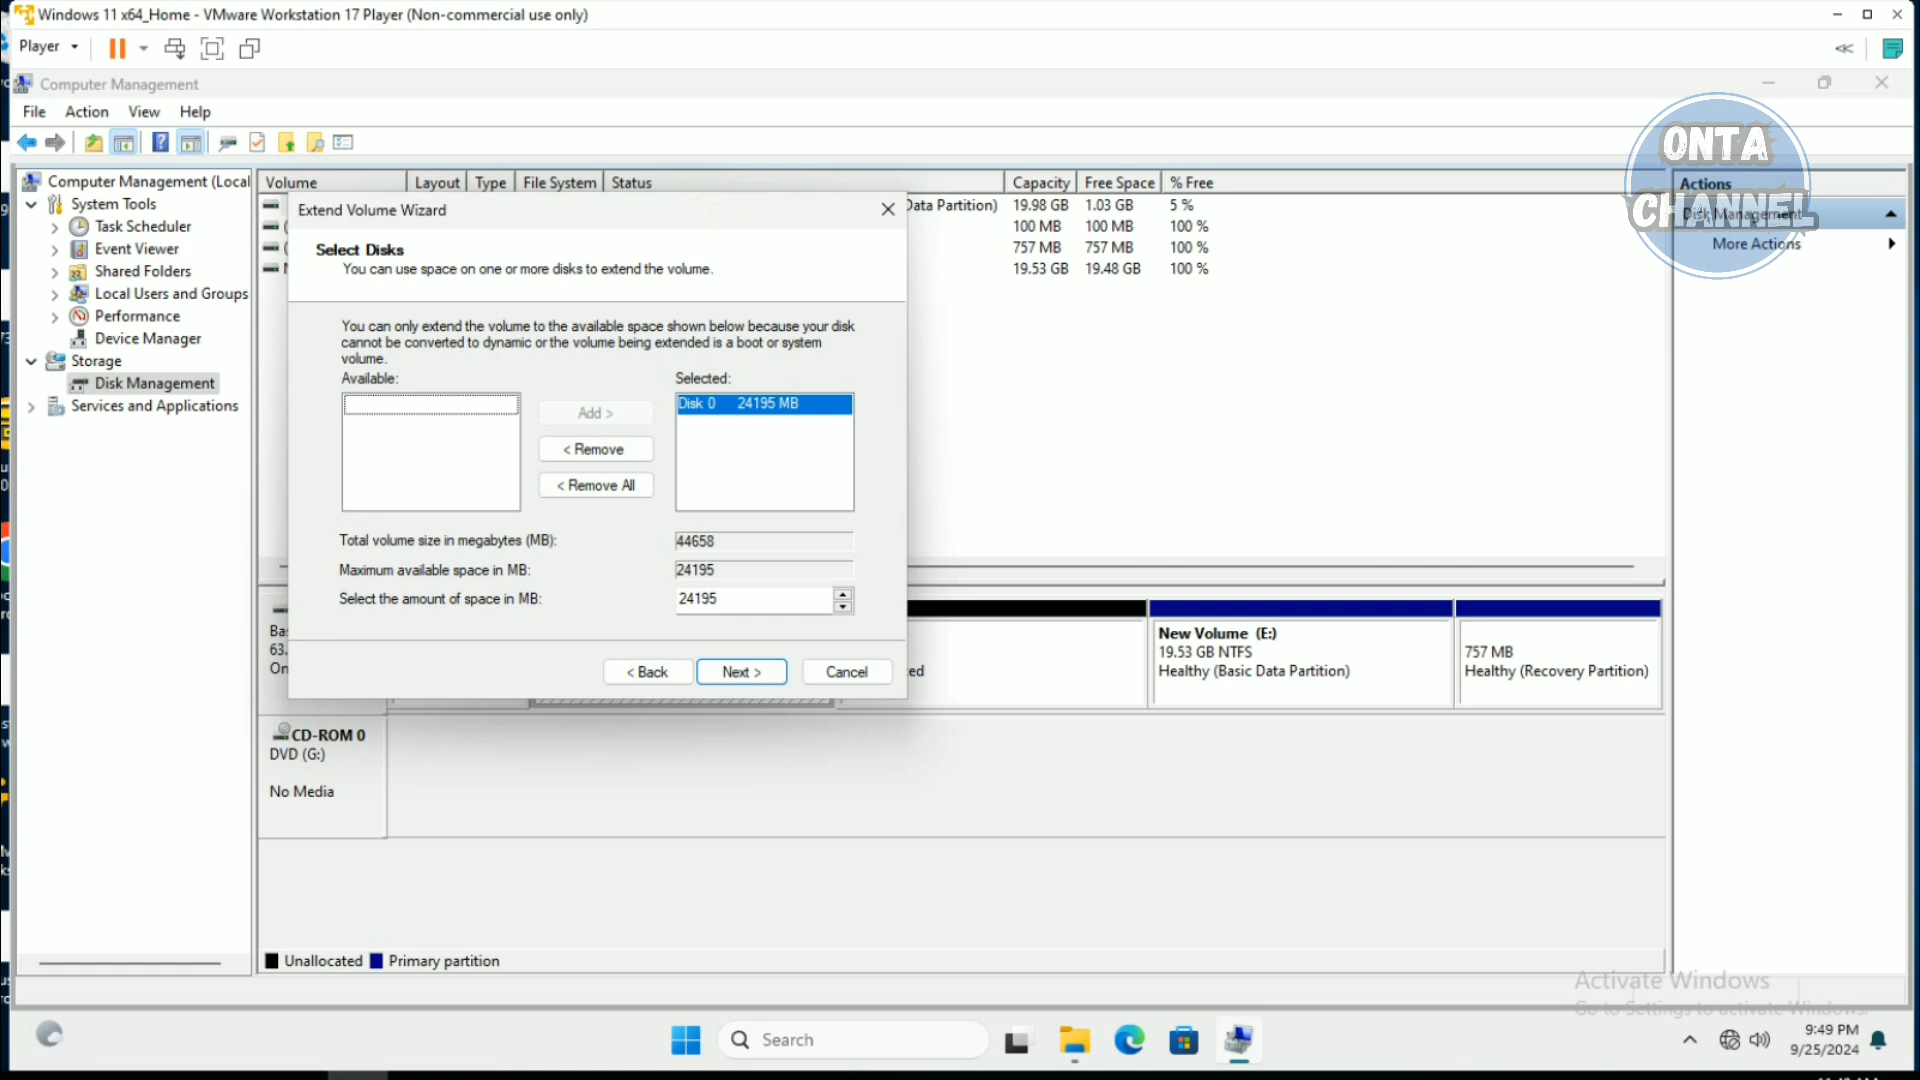 Windows 11 x64_Home - VMware Workstation 17 Player (Non-commercial use only)
Player
Computer Management
File Action View Help
ONTA
CHANNEL
Computer Management (Local
System Tools
Task Scheduler
Event Viewer
Shared Folders
Local Users and Groups
Performance
Device Manager
Storage
Disk Management
Services and Applications
Volume Layout Type File System Status Capacity Free Space % Free
Data Partition) 19.98 GB 1.03 GB 5 %
100 MB 100 MB 100 %
757 MB 757 MB 100 %
19.53 GB 19.48 GB 100 %
Actions
Disk Management
More Actions
Extend Volume Wizard
Select Disks
You can use space on one or more disks to extend the volume.
You can only extend the volume to the available space shown below because your disk
cannot be converted to dynamic or the volume being extended is a boot or system
volume.
Available: Selected:
Disk 0 24195 MB
Add >
< Remove
< Remove All
Total volume size in megabytes (MB): 44658
Maximum available space in MB: 24195
Select the amount of space in MB: 24195
< Back Next > Cancel
Bas
63.
On
ed
New Volume (E:)
19.53 GB NTFS
Healthy (Basic Data Partition)
757 MB
Healthy (Recovery Partition)
CD-ROM 0
DVD (G:)
No Media
Unallocated Primary partition
Activate Windows
Go to Settings to activate Windows.
Search
9:49 PM
9/25/2024